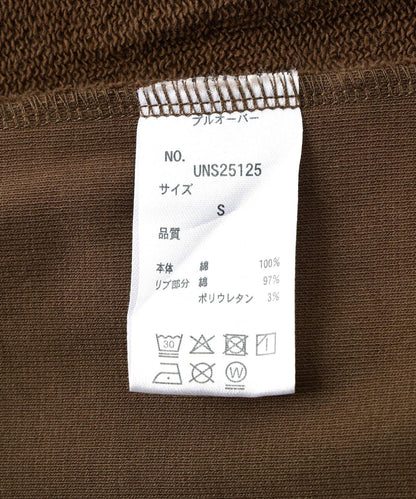 プルオーバー
NO. UNS25125
サイズ
S
品質
本体 綿 100%
リブ部分 綿 97%
ポリウレタン 3%
30
W